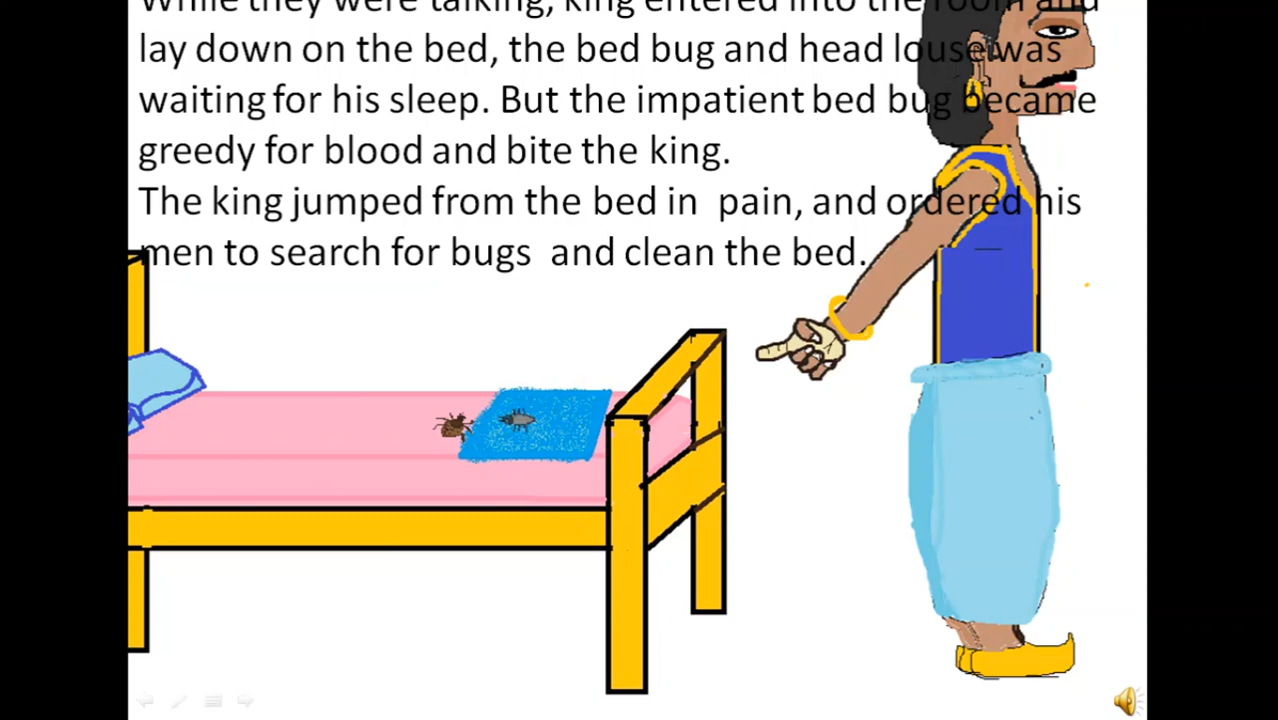 While they were talking, king entered into the room and
lay down on the bed, the bed bug and head louse was
waiting for his sleep. But the impatient bed bug became
greedy for blood and bite the king.
The king jumped from the bed in  pain, and ordered his
men to search for bugs  and clean the bed.